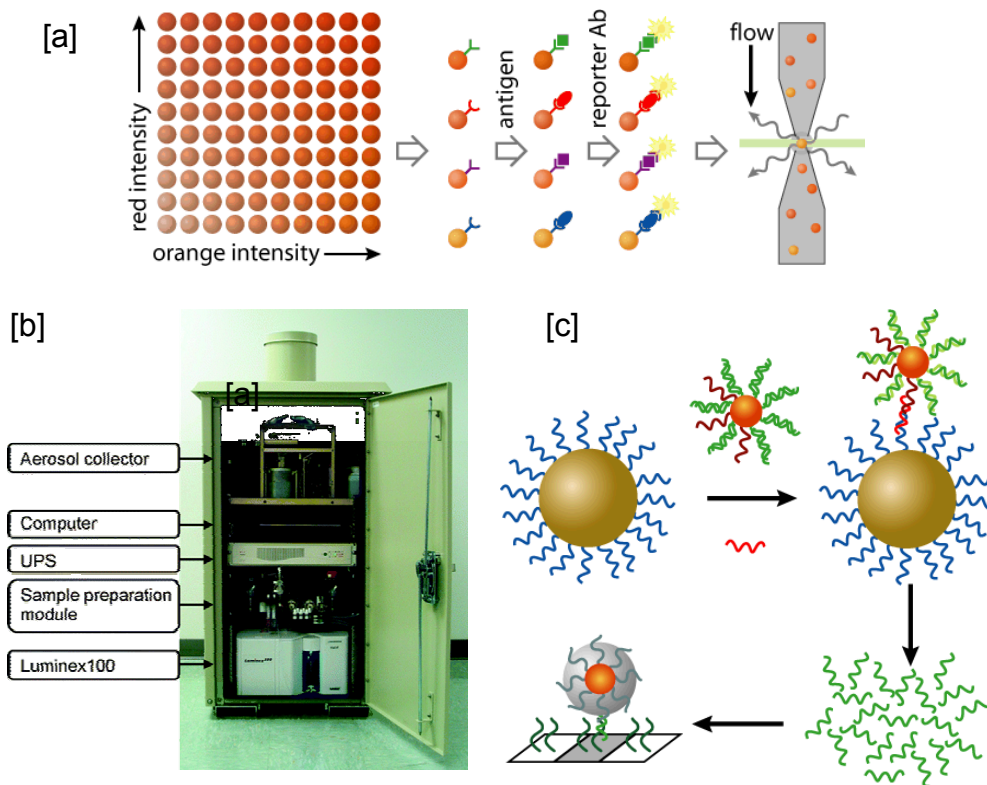 [a]
red intensity
orange intensity
antigen
reporter Ab
flow
[b]
[a]
Aerosol collector
Computer
UPS
Sample preparation
module
Luminex100
[c]